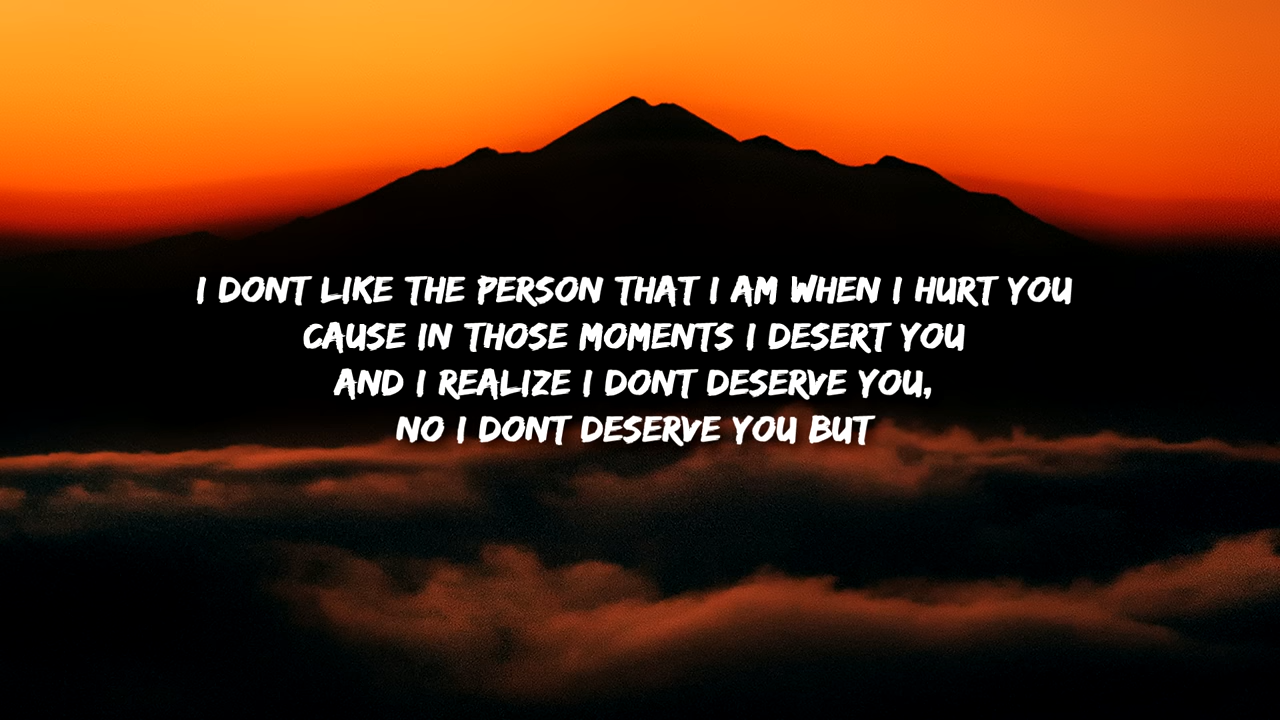 I DONT LIKE THE PERSON THAT I AM WHEN I HURT YOU
CAUSE IN THOSE MOMENTS I DESERT YOU
AND I REALIZE I DONT DESERVE YOU,
NO I DONT DESERVE YOU BUT